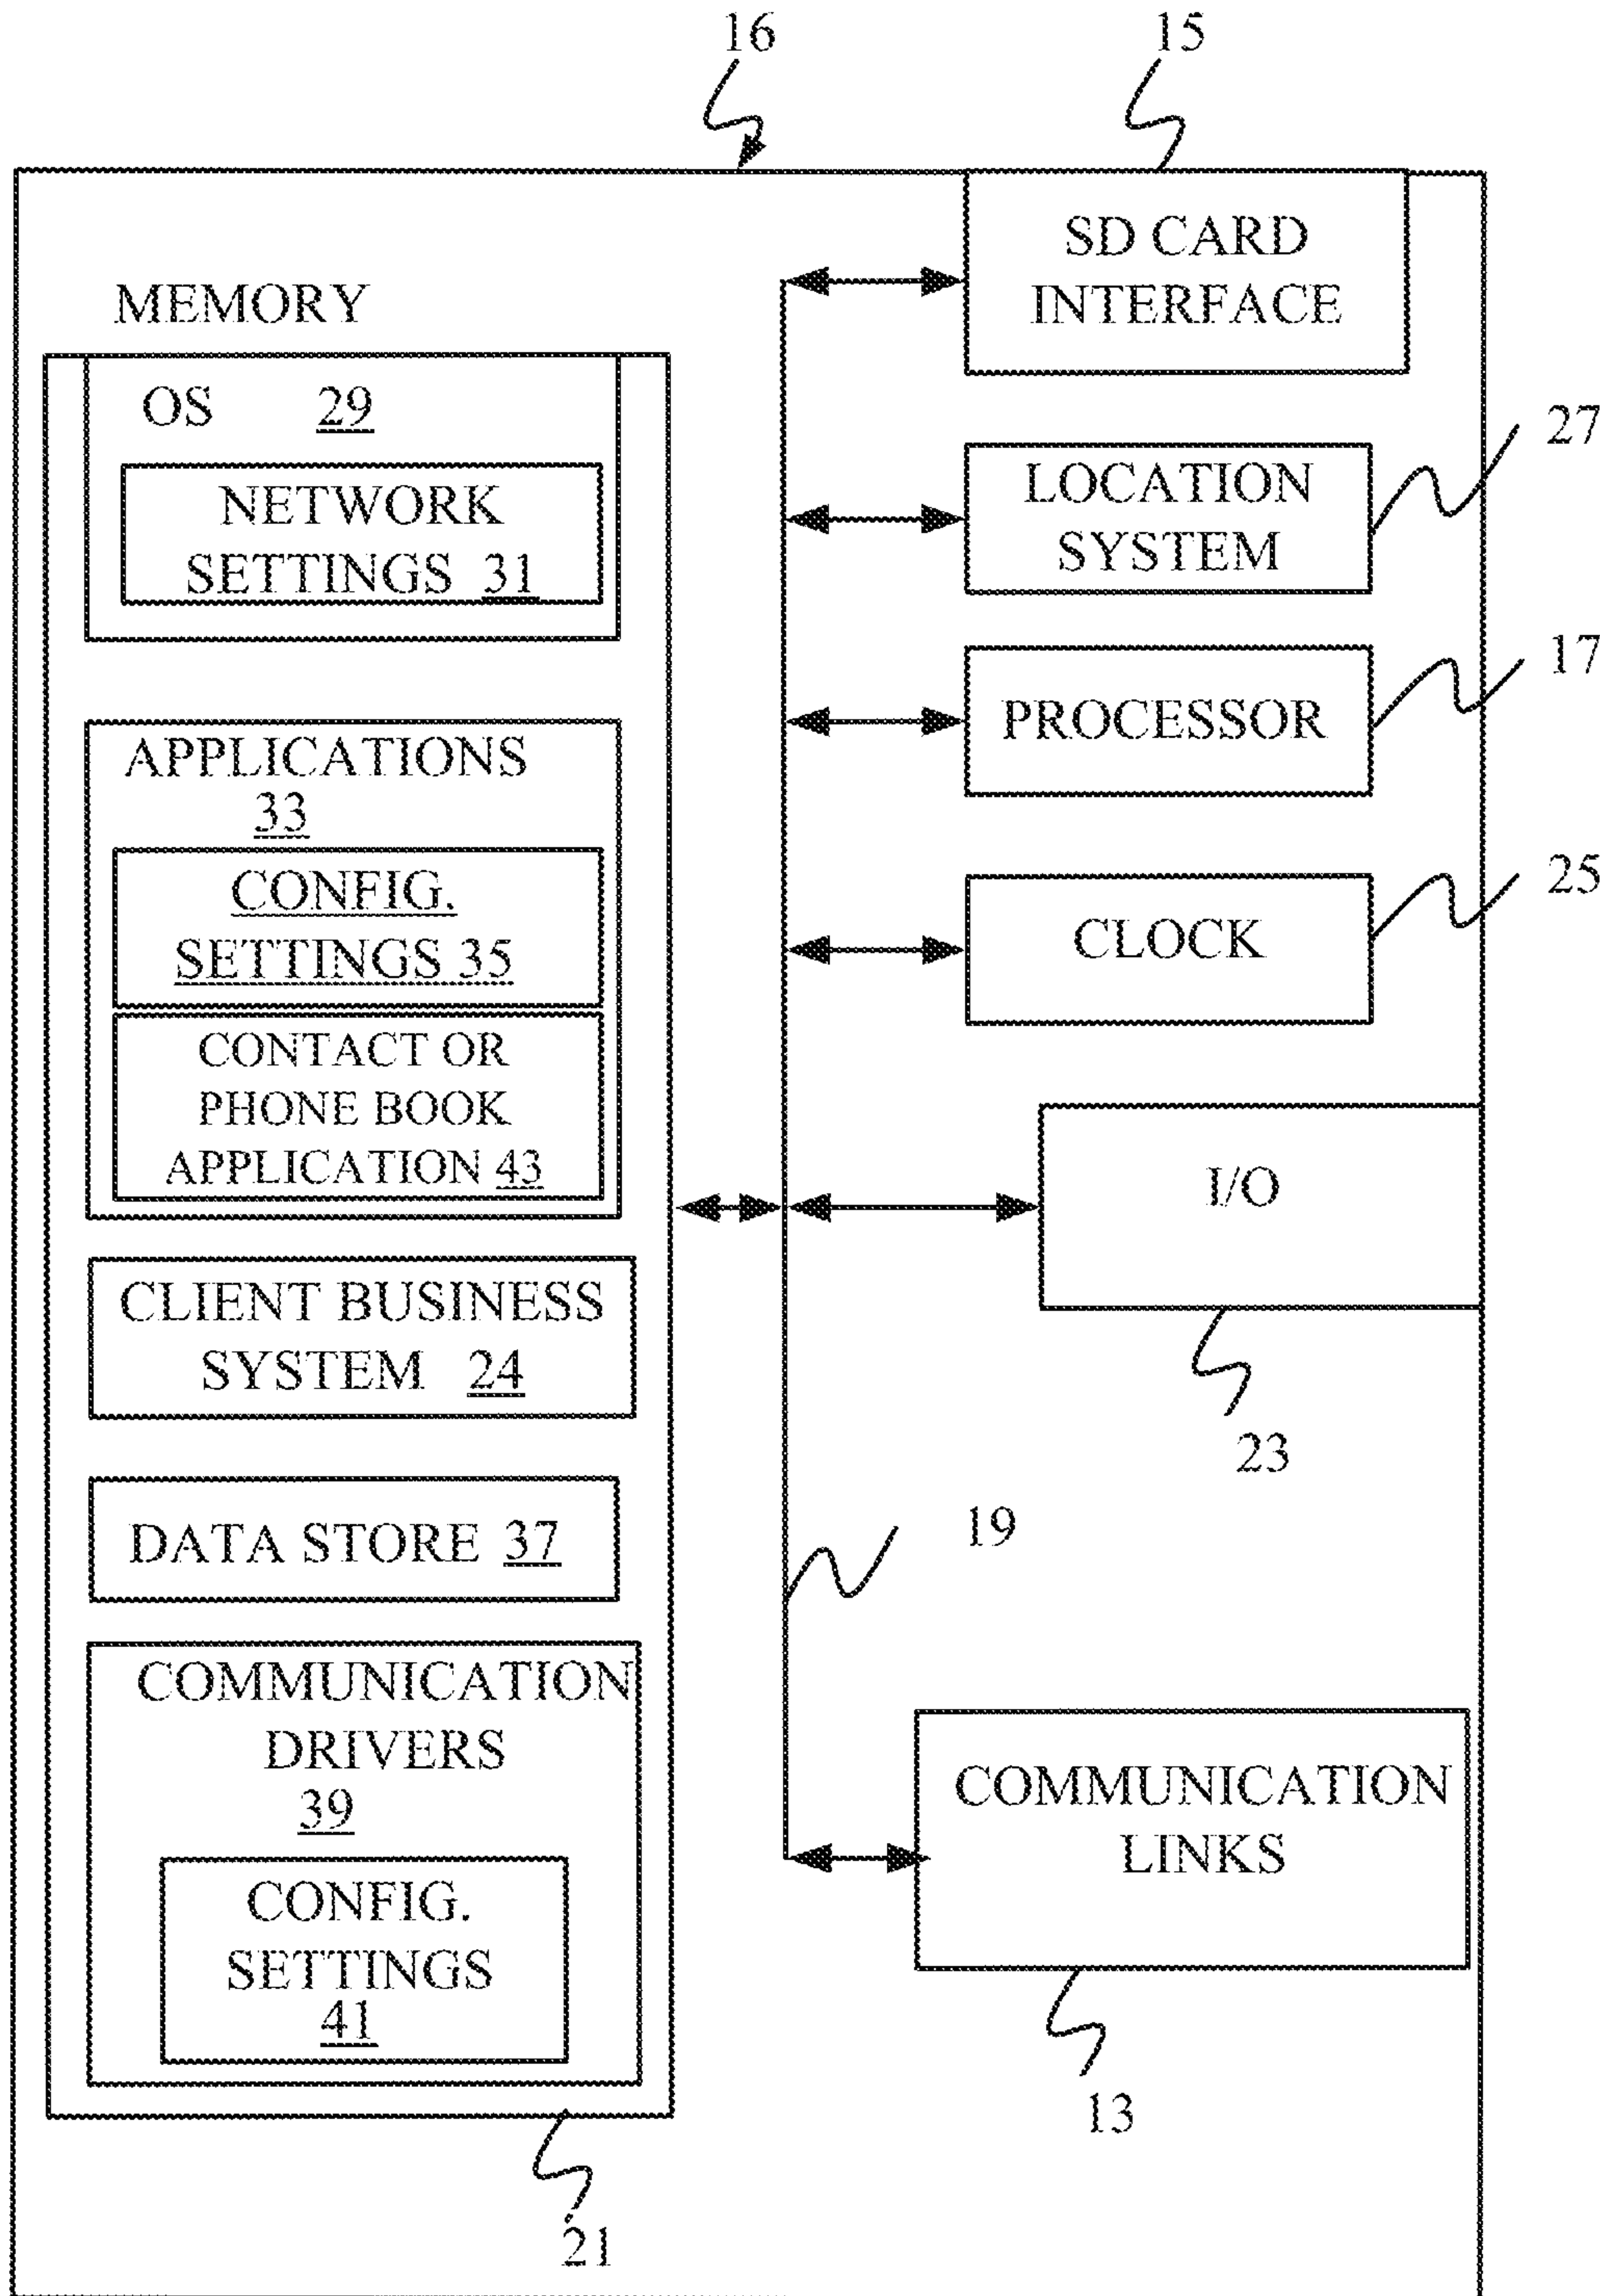 16
15
MEMORY
OS 29
NETWORK
SETTINGS 31
APPLICATIONS
33
CONFIG.
SETTINGS 35
CONTACT OR
PHONE BOOK
APPLICATION 43
CLIENT BUSINESS
SYSTEM 24
DATA STORE 37
COMMUNICATION
DRIVERS
39
CONFIG.
SETTINGS
41
21
SD CARD
INTERFACE
LOCATION
SYSTEM
27
PROCESSOR
17
CLOCK
25
I/O
23
19
COMMUNICATION
LINKS
13